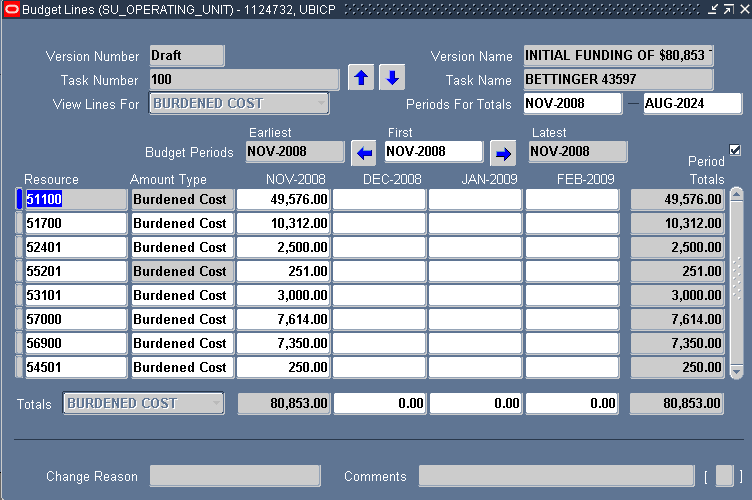 Budget Lines (SU_OPERATING_UNIT) - 1124732, UBICP
Version Number Draft Version Name INITIAL FUNDING OF $80,853
Task Number 100 Task Name BETTINGER 43597
View Lines For BURDENED COST Periods For Totals NOV-2008 — AUG-2024
Earliest First Latest
Budget Periods NOV-2008 NOV-2008 NOV-2008
Period
Resource Amount Type NOV-2008 DEC-2008 JAN-2009 FEB-2009 Totals
51100 Burdened Cost 49,576.00 49,576.00
51700 Burdened Cost 10,312.00 10,312.00
52401 Burdened Cost 2,500.00 2,500.00
55201 Burdened Cost 251.00 251.00
53101 Burdened Cost 3,000.00 3,000.00
57000 Burdened Cost 7,614.00 7,614.00
56900 Burdened Cost 7,350.00 7,350.00
54501 Burdened Cost 250.00 250.00
Totals BURDENED COST 80,853.00 0.00 0.00 0.00 80,853.00
Change Reason Comments [ ]